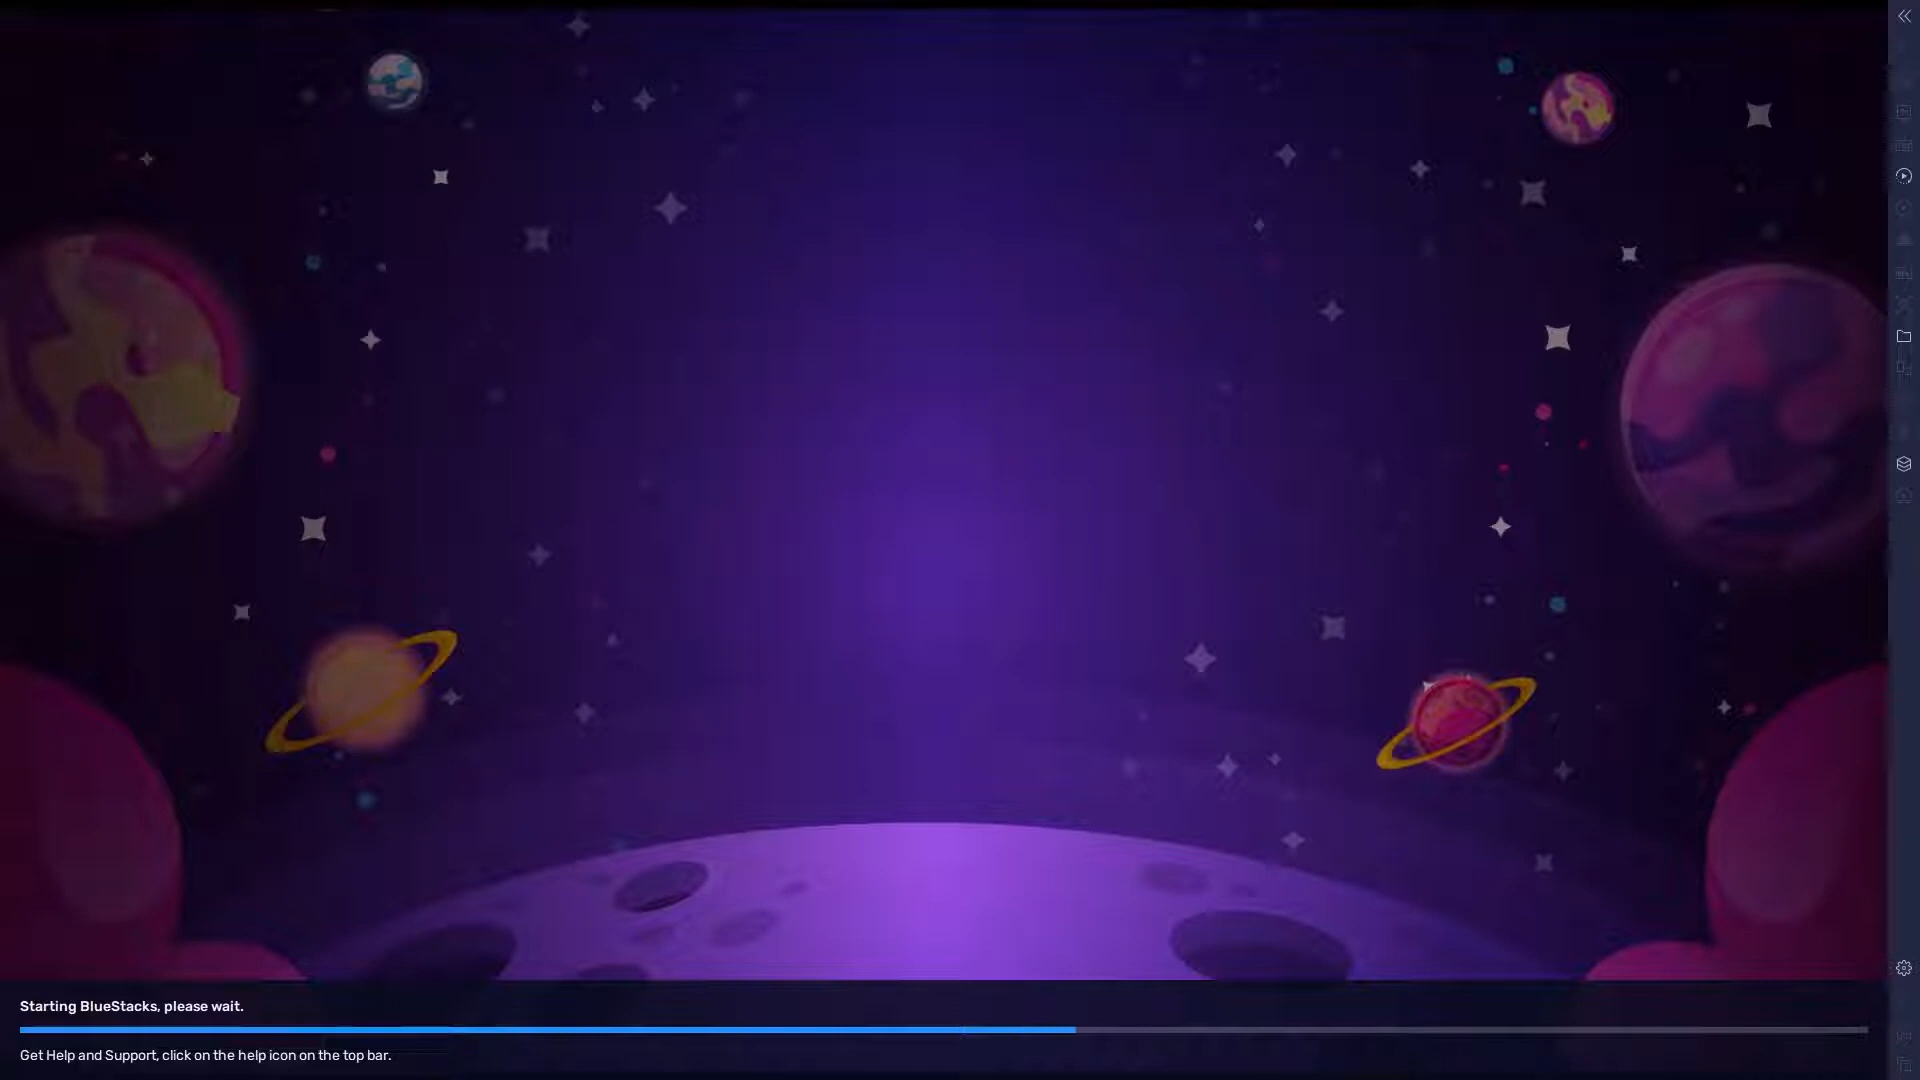 Starting BlueStacks, please wait.
Get Help and Support, click on the help icon on the top bar.